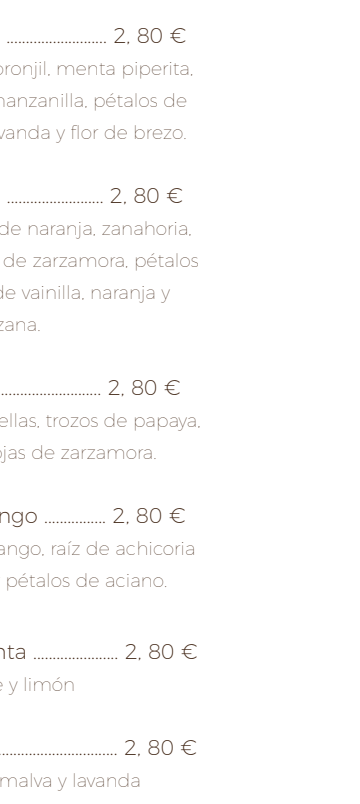 .......................... 2, 80 €
oronjil, menta piperita,
nanzanilla, pétalos de
vanda y flor de brezo.
......................... 2, 80 €
de naranja, zanahoria,
de zarzamora, pétalos
de vainilla, naranja y
zana.
.......................... 2, 80 €
ellas, trozos de papaya,
ojas de zarzamora.
ngo ................ 2, 80 €
ango, raíz de achicoria
pétalos de aciano.
nta ...................... 2, 80 €
e y limón
.............................. 2, 80 €
malva y lavanda